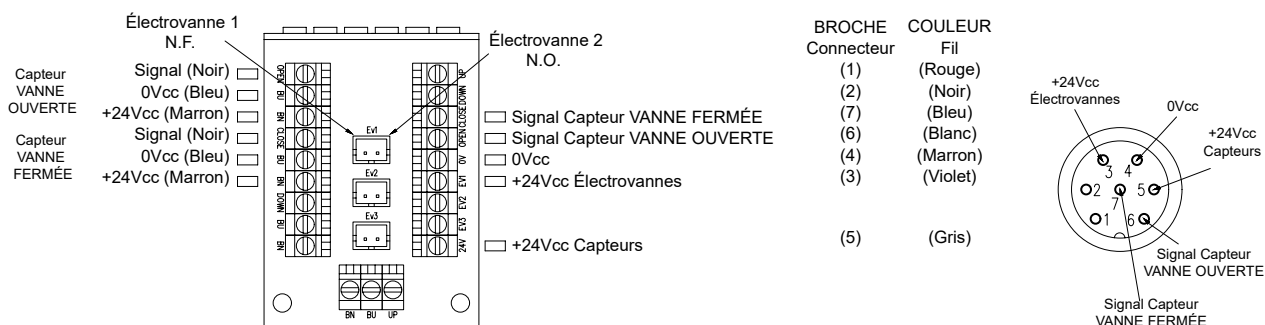 Électrovanne 1
N.F.
Électrovanne 2
N.O.
Capteur
VANNE
OUVERTE
Signal (Noir)
0Vcc (Bleu)
+24Vcc (Marron)
Capteur
VANNE
FERMÉE
Signal (Noir)
0Vcc (Bleu)
+24Vcc (Marron)
OPEN
BU
BN
CLOSE
BU
BN
DOWN
BU
BN
Ev1
Ev2
Ev3
UP
DOWN
CLOSE
OPEN
0V
EV1
EV2
EV3
24V
BN BU UP
Signal Capteur VANNE FERMÉE
Signal Capteur VANNE OUVERTE
0Vcc
+24Vcc Électrovannes
+24Vcc Capteurs
BROCHE COULEUR
Connecteur Fil
(1) (Rouge)
(2) (Noir)
(7) (Bleu)
(6) (Blanc)
(4) (Marron)
(3) (Violet)
(5) (Gris)
+24Vcc
Électrovannes
0Vcc
+24Vcc
Capteurs
3 4
2 7 5
1 6
Signal Capteur
VANNE OUVERTE
Signal Capteur
VANNE FERMÉE